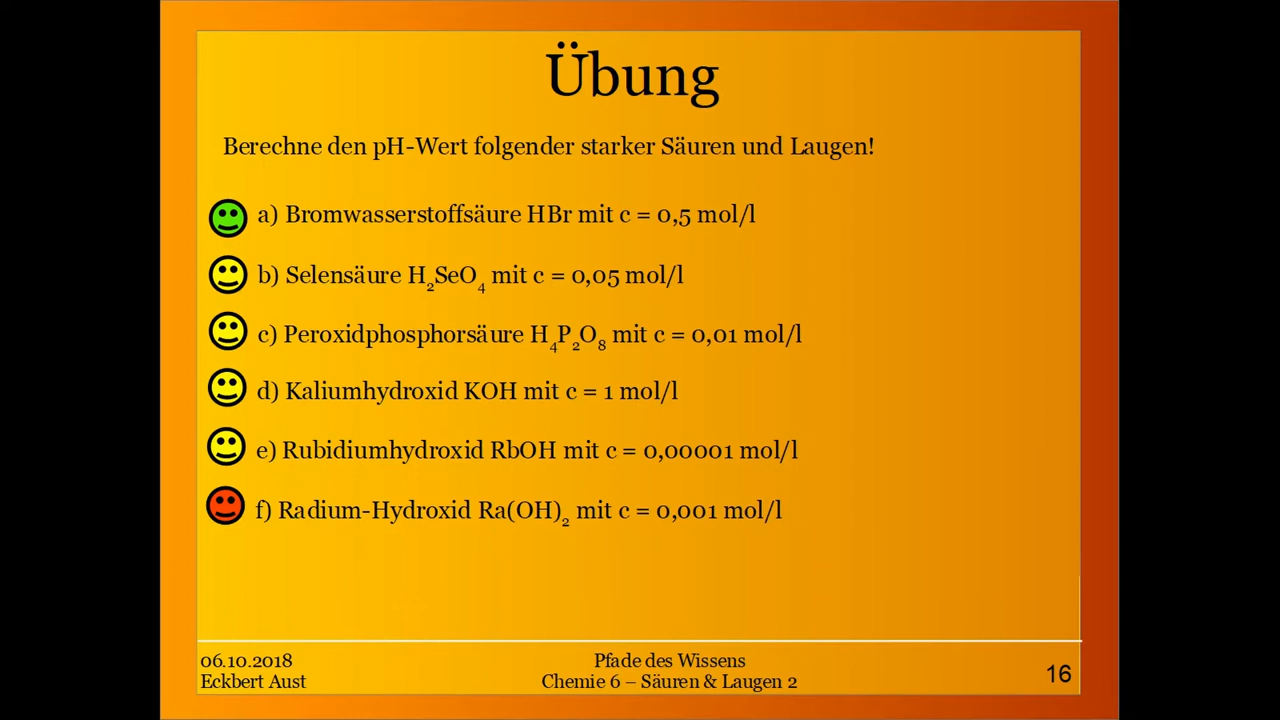 Übung
Berechne den pH-Wert folgender starker Säuren und Laugen!
a) Bromwasserstoffsäure HBr mit c = 0,5 mol/l
b) Selensäure H₂SeO₄ mit c = 0,05 mol/l
c) Peroxidphosphorsäure H₄P₂O₈ mit c = 0,01 mol/l
d) Kaliumhydroxid KOH mit c = 1 mol/l
e) Rubidiumhydroxid RbOH mit c = 0,00001 mol/l
f) Radium-Hydroxid Ra(OH)₂ mit c = 0,001 mol/l
06.10.2018
Eckbert Aust
Pfade des Wissens
Chemie 6 – Säuren & Laugen 2
16